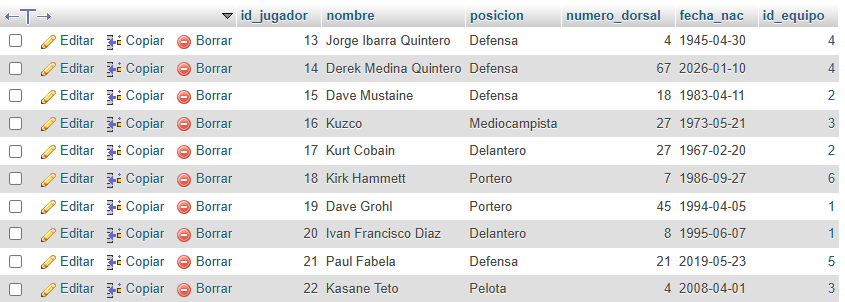 id_jugador nombre posicion numero_dorsal fecha_nac id_equipo
Editar Copiar Borrar 13 Jorge Ibarra Quintero Defensa 4 1945-04-30 4
Editar Copiar Borrar 14 Derek Medina Quintero Defensa 67 2026-01-10 4
Editar Copiar Borrar 15 Dave Mustaine Defensa 18 1983-04-11 2
Editar Copiar Borrar 16 Kuzco Mediocampista 27 1973-05-21 3
Editar Copiar Borrar 17 Kurt Cobain Delantero 27 1967-02-20 2
Editar Copiar Borrar 18 Kirk Hammett Portero 7 1986-09-27 6
Editar Copiar Borrar 19 Dave Grohl Portero 45 1994-04-05 1
Editar Copiar Borrar 20 Ivan Francisco Diaz Delantero 8 1995-06-07 1
Editar Copiar Borrar 21 Paul Fabela Defensa 21 2019-05-23 5
Editar Copiar Borrar 22 Kasane Teto Pelota 4 2008-04-01 3